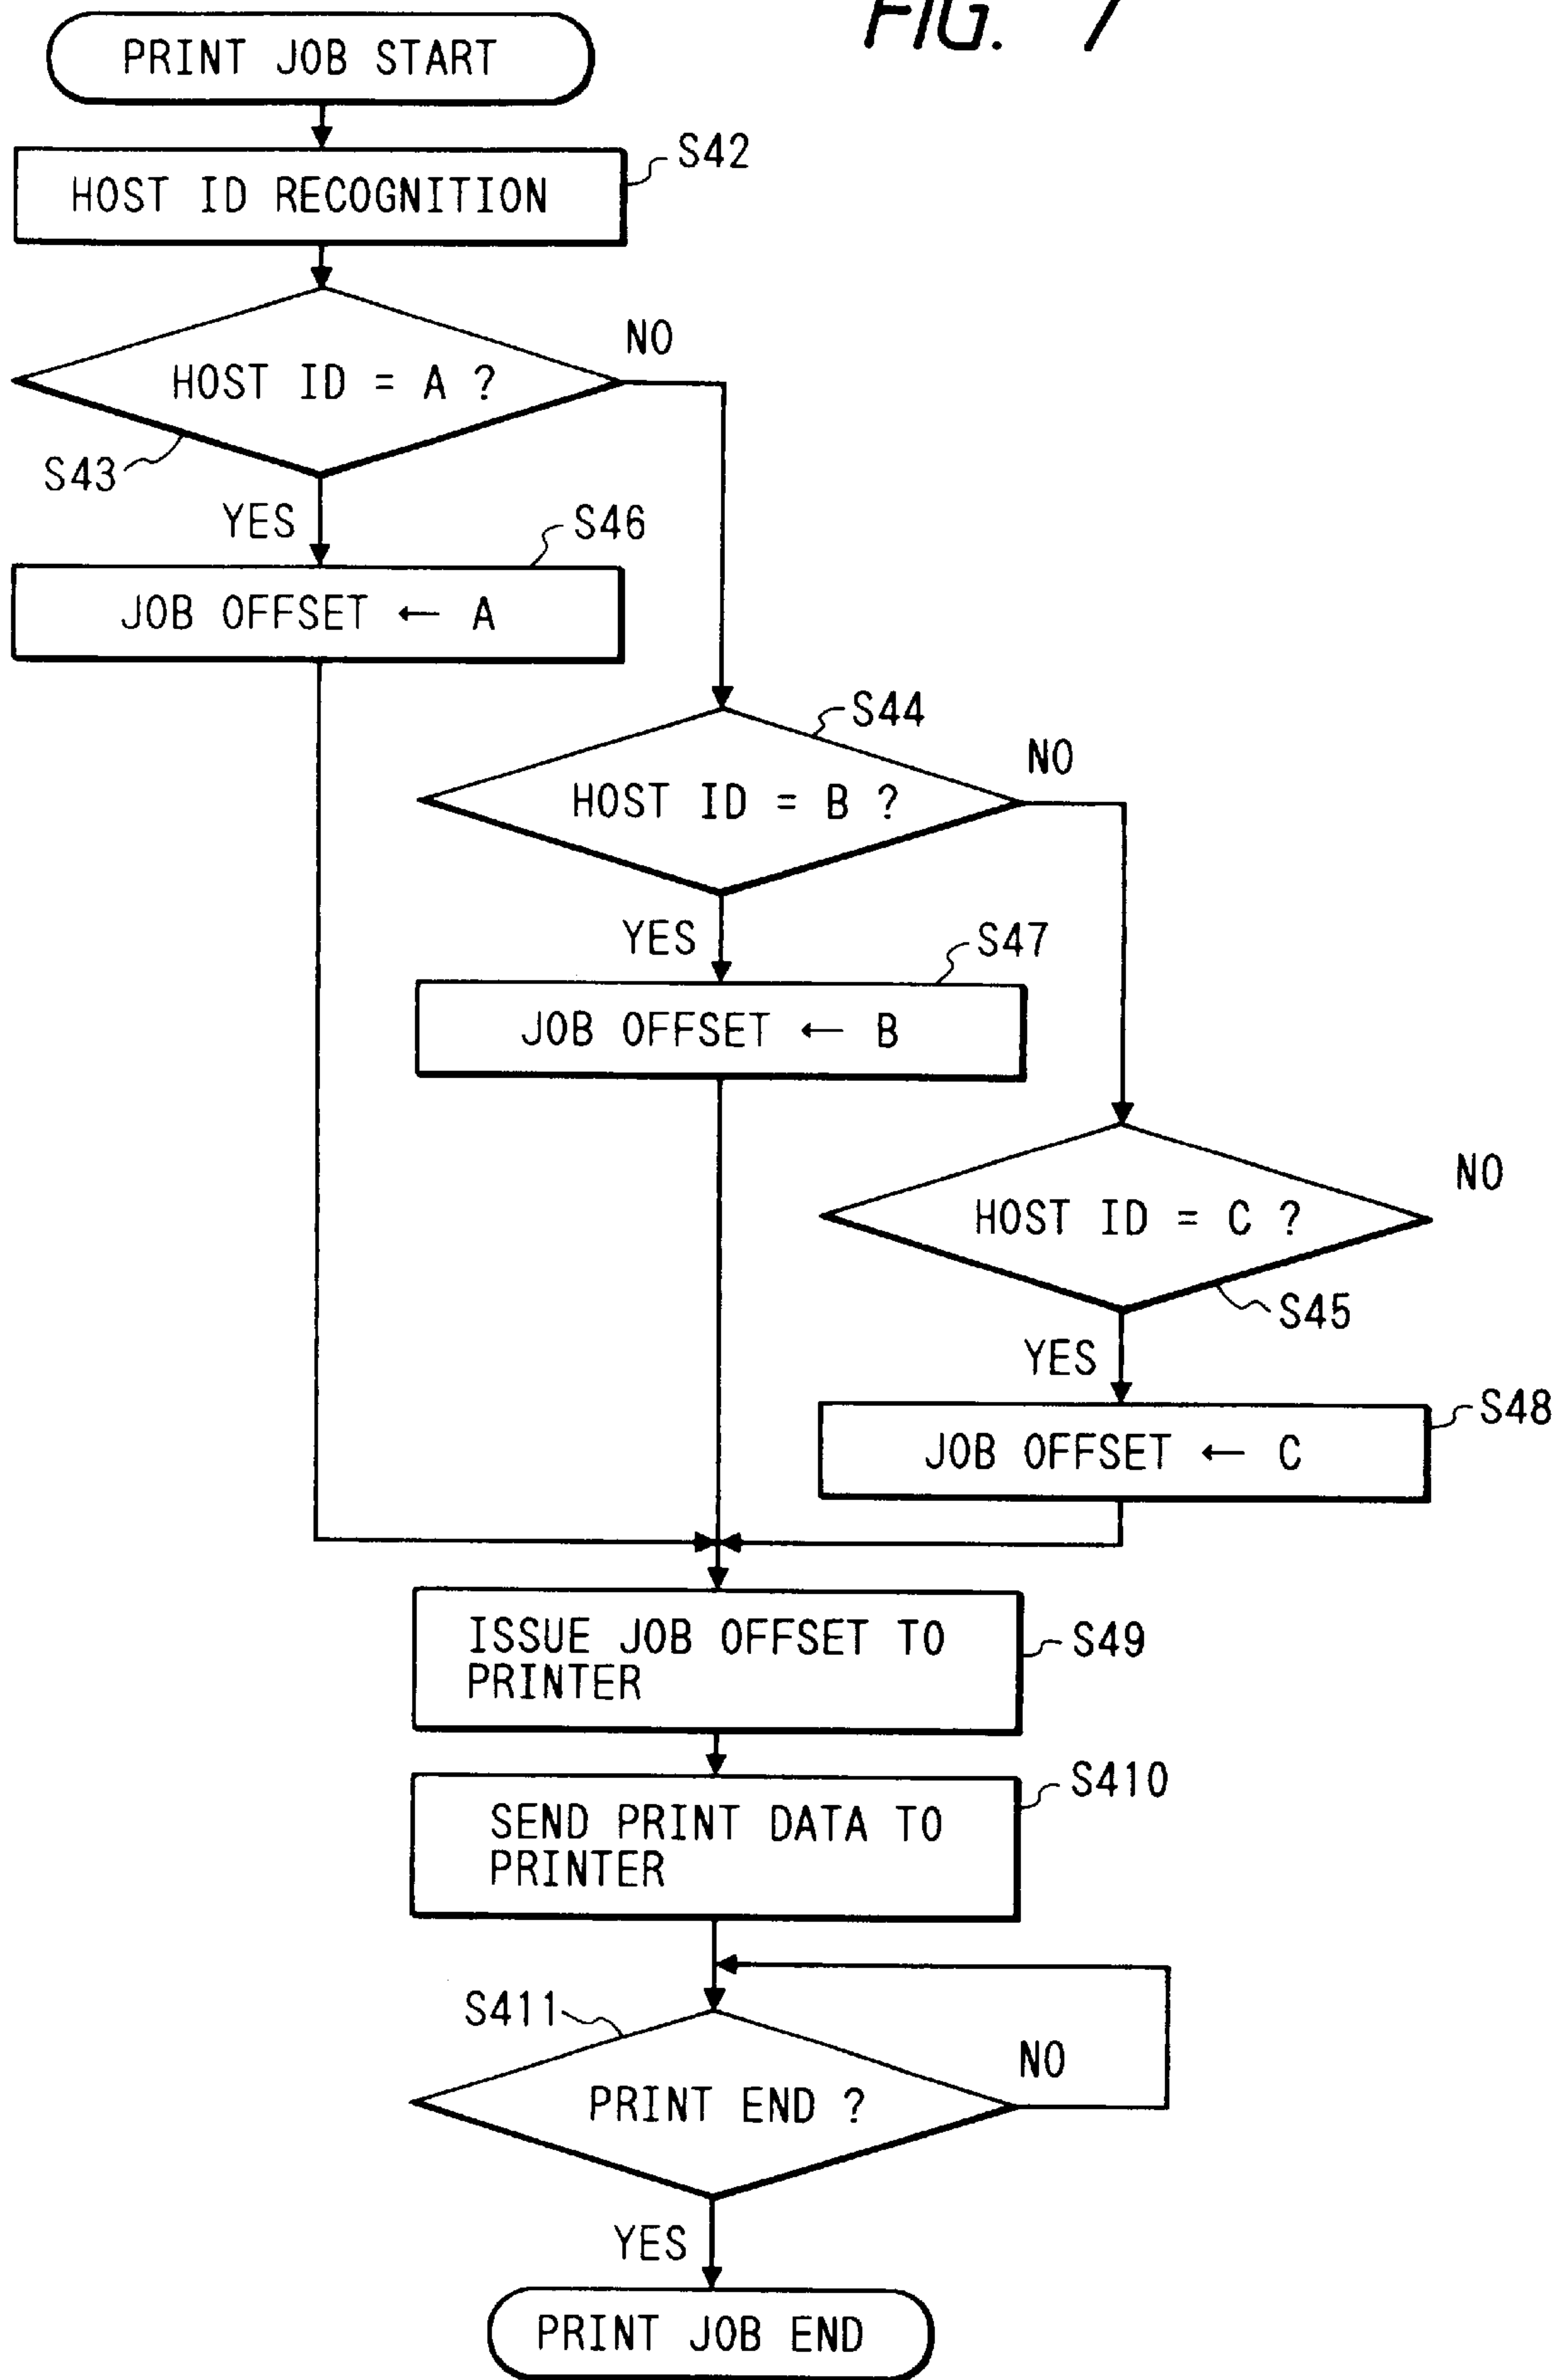 FIG. 7
PRINT JOB START
S42
HOST ID RECOGNITION
NO
HOST ID = A ?
S43
YES
S46
JOB OFFSET ← A
S44
NO
HOST ID = B ?
YES
S47
JOB OFFSET ← B
NO
HOST ID = C ?
S45
YES
S48
JOB OFFSET ← C
ISSUE JOB OFFSET TO
PRINTER
S49
S410
SEND PRINT DATA TO
PRINTER
S411
NO
PRINT END ?
YES
PRINT JOB END